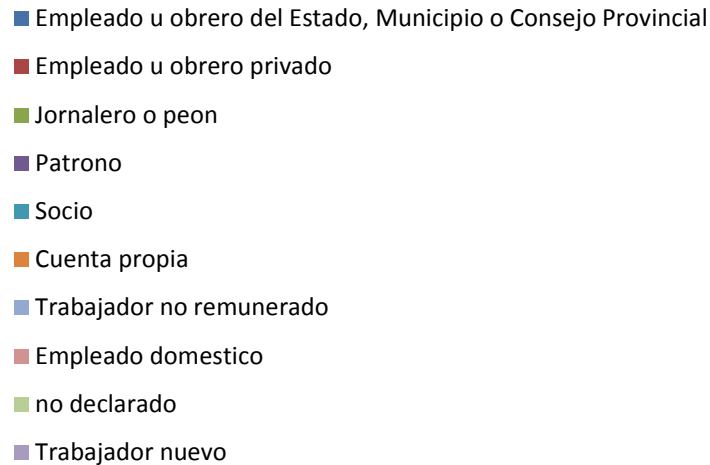 Empleado u obrero del Estado, Municipio o Consejo Provincial
Empleado u obrero privado
Jornalero o peon
Patrono
Socio
Cuenta propia
Trabajador no remunerado
Empleado domestico
no declarado
Trabajador nuevo